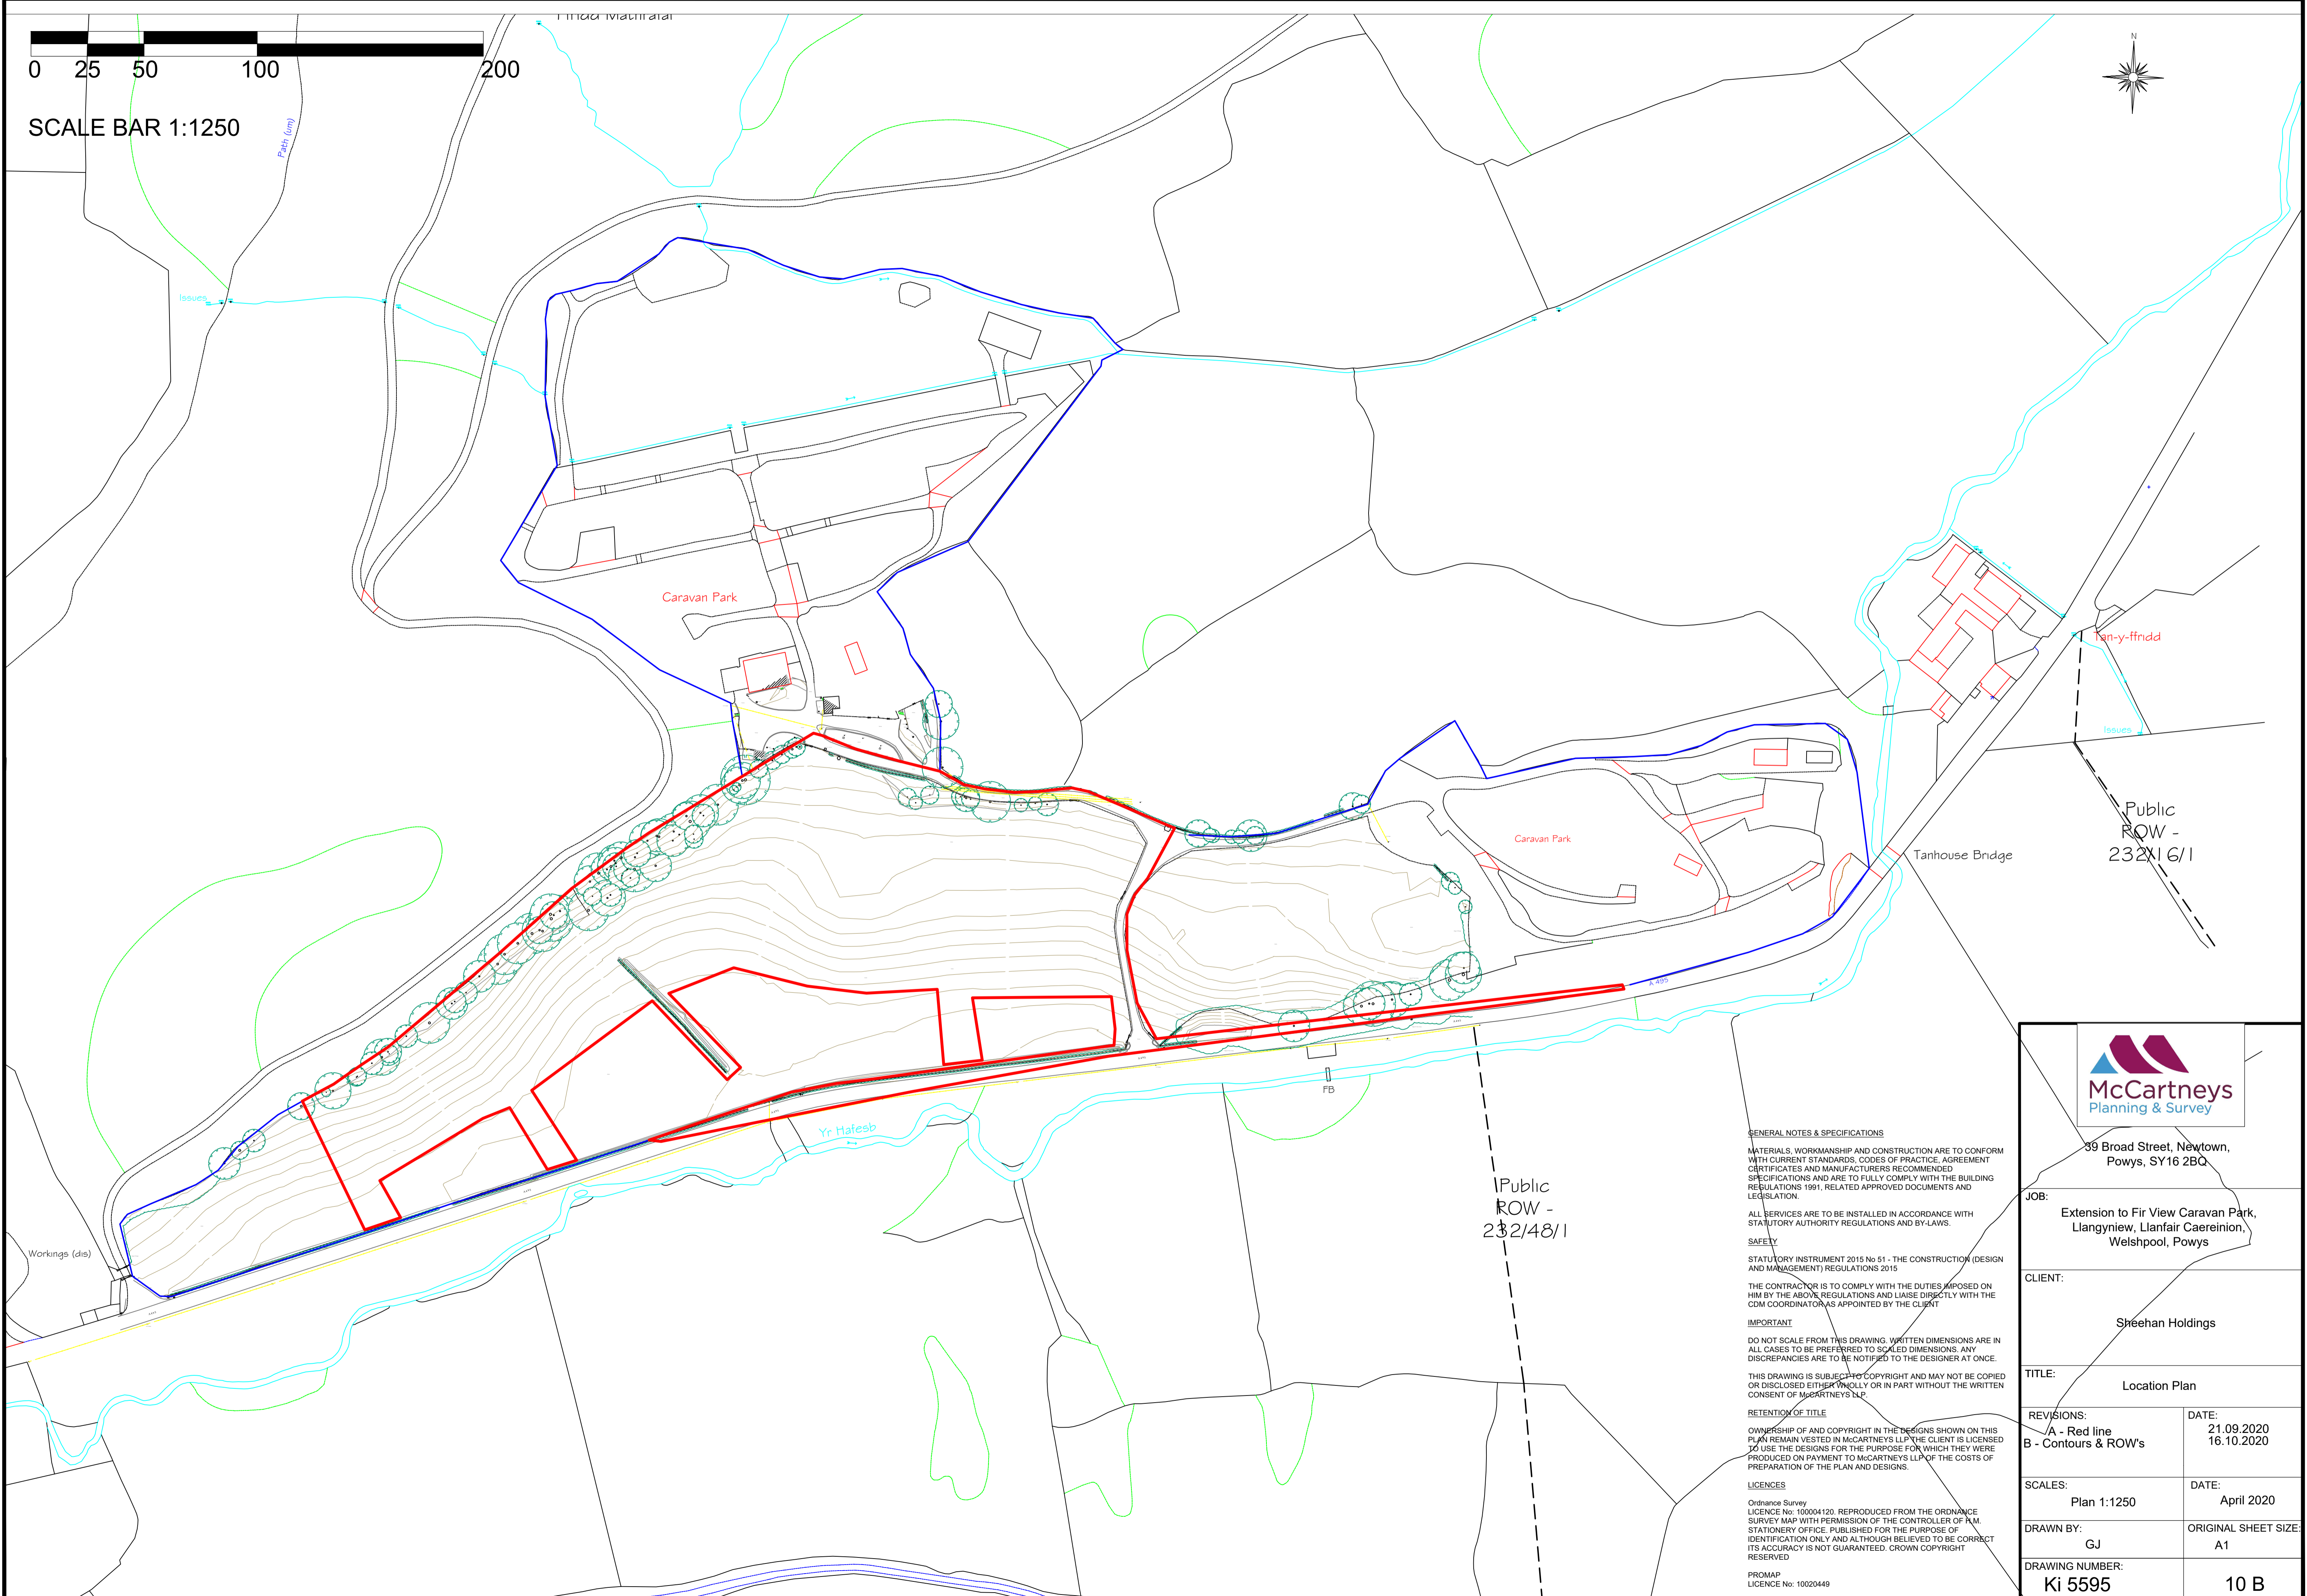 0 25 50 100 200
SCALE BAR 1:1250
N
Path (um)
Issues
Caravan Park
Tan-y-ffridd
Issues
Public
ROW -
232/16/1
Caravan Park
Tanhouse Bridge
A 495
FB
Yr Hafesb
Public
ROW -
232/48/1
Workings (dis)
GENERAL NOTES & SPECIFICATIONS
MATERIALS, WORKMANSHIP AND CONSTRUCTION ARE TO CONFORM
WITH CURRENT STANDARDS, CODES OF PRACTICE, AGREEMENT
CERTIFICATES AND MANUFACTURERS RECOMMENDED
SPECIFICATIONS AND ARE TO FULLY COMPLY WITH THE BUILDING
REGULATIONS 1991, RELATED APPROVED DOCUMENTS AND
LEGISLATION.
ALL SERVICES ARE TO BE INSTALLED IN ACCORDANCE WITH
STATUTORY AUTHORITY REGULATIONS AND BY-LAWS.
SAFETY
STATUTORY INSTRUMENT 2015 No 51 - THE CONSTRUCTION (DESIGN
AND MANAGEMENT) REGULATIONS 2015
THE CONTRACTOR IS TO COMPLY WITH THE DUTIES IMPOSED ON
HIM BY THE ABOVE REGULATIONS AND LIAISE DIRECTLY WITH THE
CDM COORDINATOR AS APPOINTED BY THE CLIENT
IMPORTANT
DO NOT SCALE FROM THIS DRAWING. WRITTEN DIMENSIONS ARE IN
ALL CASES TO BE PREFERRED TO SCALED DIMENSIONS. ANY
DISCREPANCIES ARE TO BE NOTIFIED TO THE DESIGNER AT ONCE.
THIS DRAWING IS SUBJECT TO COPYRIGHT AND MAY NOT BE COPIED
OR DISCLOSED EITHER WHOLLY OR IN PART WITHOUT THE WRITTEN
CONSENT OF McCARTNEYS LLP.
RETENTION OF TITLE
OWNERSHIP OF AND COPYRIGHT IN THE DESIGNS SHOWN ON THIS
PLAN REMAIN VESTED IN McCARTNEYS LLP THE CLIENT IS LICENSED
TO USE THE DESIGNS FOR THE PURPOSE FOR WHICH THEY WERE
PRODUCED ON PAYMENT TO McCARTNEYS LLP OF THE COSTS OF
PREPARATION OF THE PLAN AND DESIGNS.
LICENCES
Ordnance Survey
LICENCE No: 100004120. REPRODUCED FROM THE ORDNANCE
SURVEY MAP WITH PERMISSION OF THE CONTROLLER OF H.M.
STATIONERY OFFICE. PUBLISHED FOR THE PURPOSE OF
IDENTIFICATION ONLY AND ALTHOUGH BELIEVED TO BE CORRECT
ITS ACCURACY IS NOT GUARANTEED. CROWN COPYRIGHT
RESERVED
PROMAP
LICENCE No: 10020449
McCartneys
Planning & Survey
39 Broad Street, Newtown,
Powys, SY16 2BQ
JOB:
Extension to Fir View Caravan Park,
Llangyniew, Llanfair Caereinion,
Welshpool, Powys
CLIENT:
Sheehan Holdings
TITLE:
Location Plan
REVISIONS: DATE:
A - Red line 21.09.2020
B - Contours & ROW's 16.10.2020
SCALES: DATE:
Plan 1:1250 April 2020
DRAWN BY: ORIGINAL SHEET SIZE:
GJ A1
DRAWING NUMBER:
Ki 5595 10 B